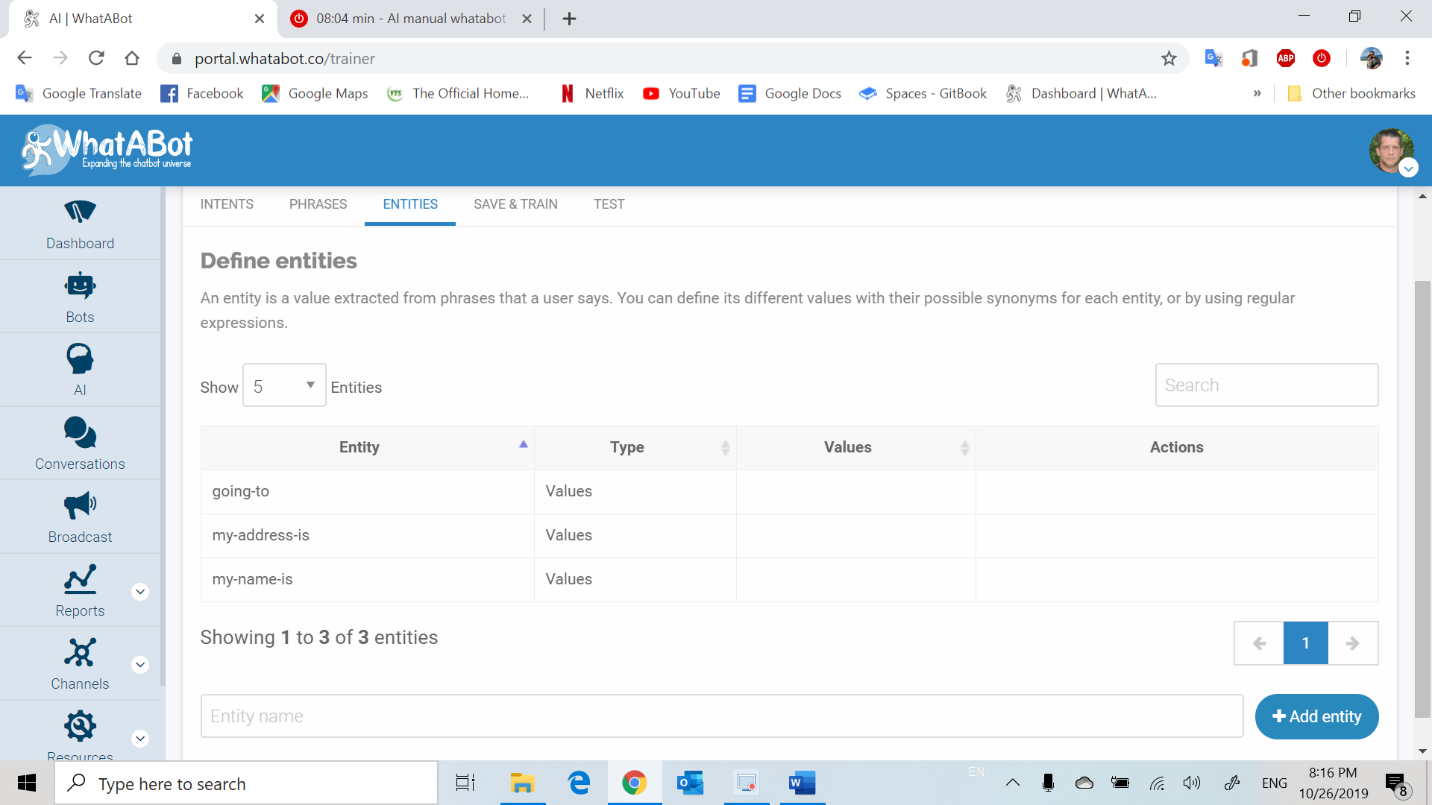 AI | WhatABot
08:04 min - AI manual whatabot
portal.whatabot.co/trainer
Google Translate
Facebook
Google Maps
The Official Home...
Netflix
YouTube
Google Docs
Spaces - GitBook
Dashboard | WhatA...
»
Other bookmarks
ABP
WhatABot
Expanding the chatbot universe
Dashboard
Bots
AI
Conversations
Broadcast
Reports
Channels
Resources
INTENTS PHRASES ENTITIES SAVE & TRAIN TEST
Define entities
An entity is a value extracted from phrases that a user says. You can define its different values with their possible synonyms for each entity, or by using regular
expressions.
Show 5 Entities
Search
Entity Type Values Actions
going-to Values
my-address-is Values
my-name-is Values
Showing 1 to 3 of 3 entities
1
Entity name
+ Add entity
Type here to search
EN
ENG
8:16 PM
10/26/2019
8